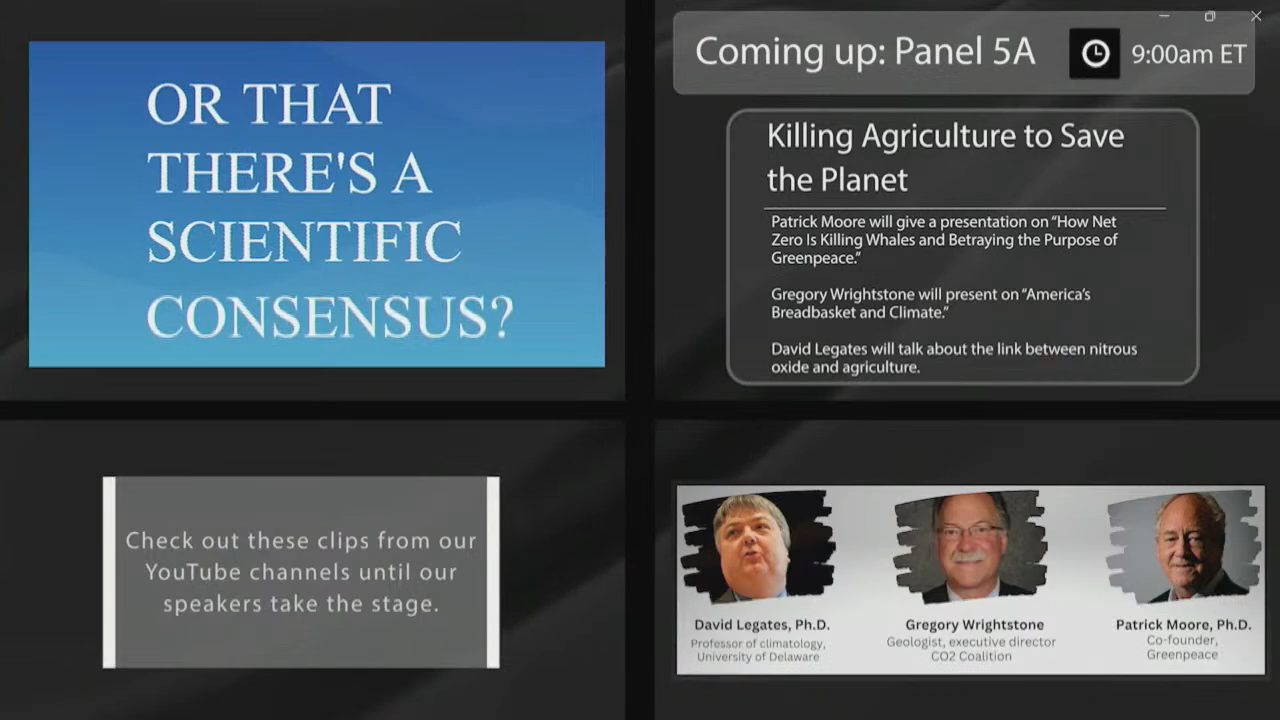 OR THAT
THERE'S A
SCIENTIFIC
CONSENSUS?
Coming up: Panel 5A
9:00am ET
Killing Agriculture to Save
the Planet
Patrick Moore will give a presentation on “How Net
Zero Is Killing Whales and Betraying the Purpose of
Greenpeace.”
Gregory Wrightstone will present on “America’s
Breadbasket and Climate.”
David Legates will talk about the link between nitrous
oxide and agriculture.
Check out these clips from our
YouTube channels until our
speakers take the stage.
David Legates, Ph.D.
Professor of climatology,
University of Delaware
Gregory Wrightstone
Geologist, executive director
CO2 Coalition
Patrick Moore, Ph.D.
Co-founder,
Greenpeace